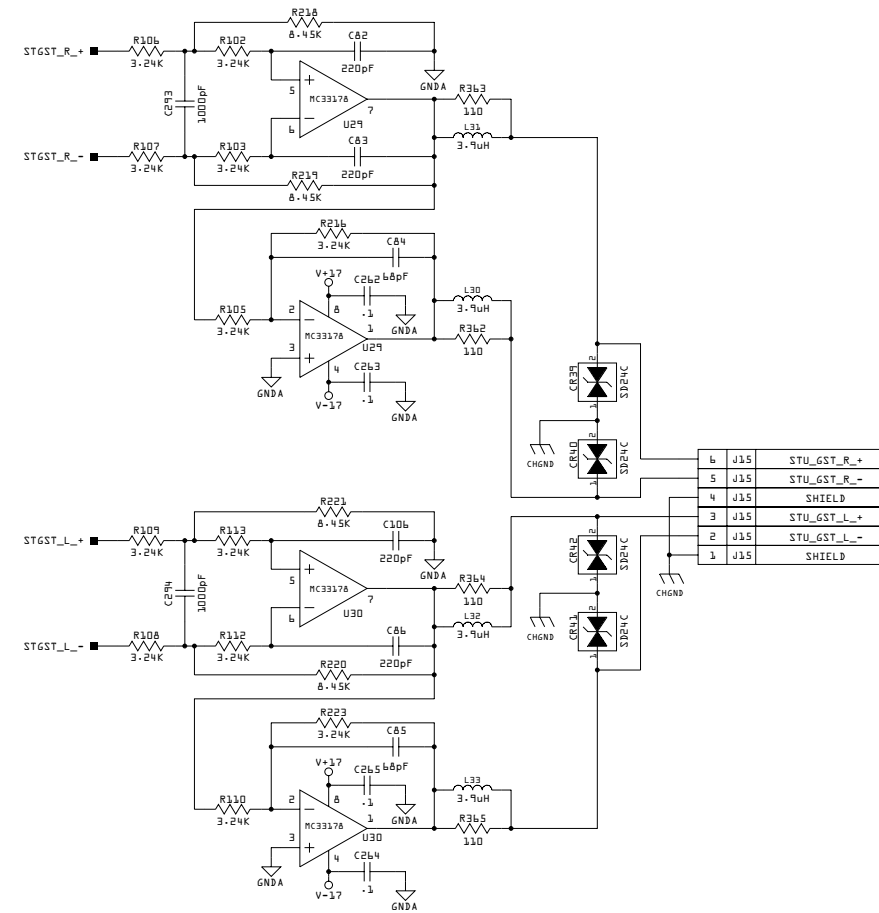 R218
8.45K
R106
3.24K
R102
3.24K
C82
220pF
STGST_R_+
GNDA
C293
1000pF
5
+
MC33178
7
6
−
U29
R363
110
L31
3.9uH
STGST_R_-
R107
3.24K
R103
3.24K
C83
220pF
R219
8.45K
R216
3.24K
C84
68pF
V+17
C262
.1
GNDA
L30
3.9uH
R105
3.24K
2
−
8
MC33178
1
3
+
4
U29
R362
110
GNDA
C263
.1
V-17
GNDA
CR39
2
1
SD24C
CHGND
CR40
2
1
SD24C
6 J15 STU_GST_R_+
5 J15 STU_GST_R_-
4 J15 SHIELD
3 J15 STU_GST_L_+
2 J15 STU_GST_L_-
1 J15 SHIELD
CHGND
R221
8.45K
R109
3.24K
R113
3.24K
C106
220pF
STGST_L_+
GNDA
C294
1000pF
5
+
MC33178
7
6
−
U30
R364
110
L32
3.9uH
CR42
2
1
SD24C
CHGND
CR41
2
1
SD24C
STGST_L_-
R108
3.24K
R112
3.24K
C86
220pF
R220
8.45K
R223
3.24K
C85
68pF
V+17
C265
.1
GNDA
L33
3.9uH
R110
3.24K
2
−
8
MC33178
1
3
+
4
U30
R365
110
GNDA
C264
.1
V-17
GNDA